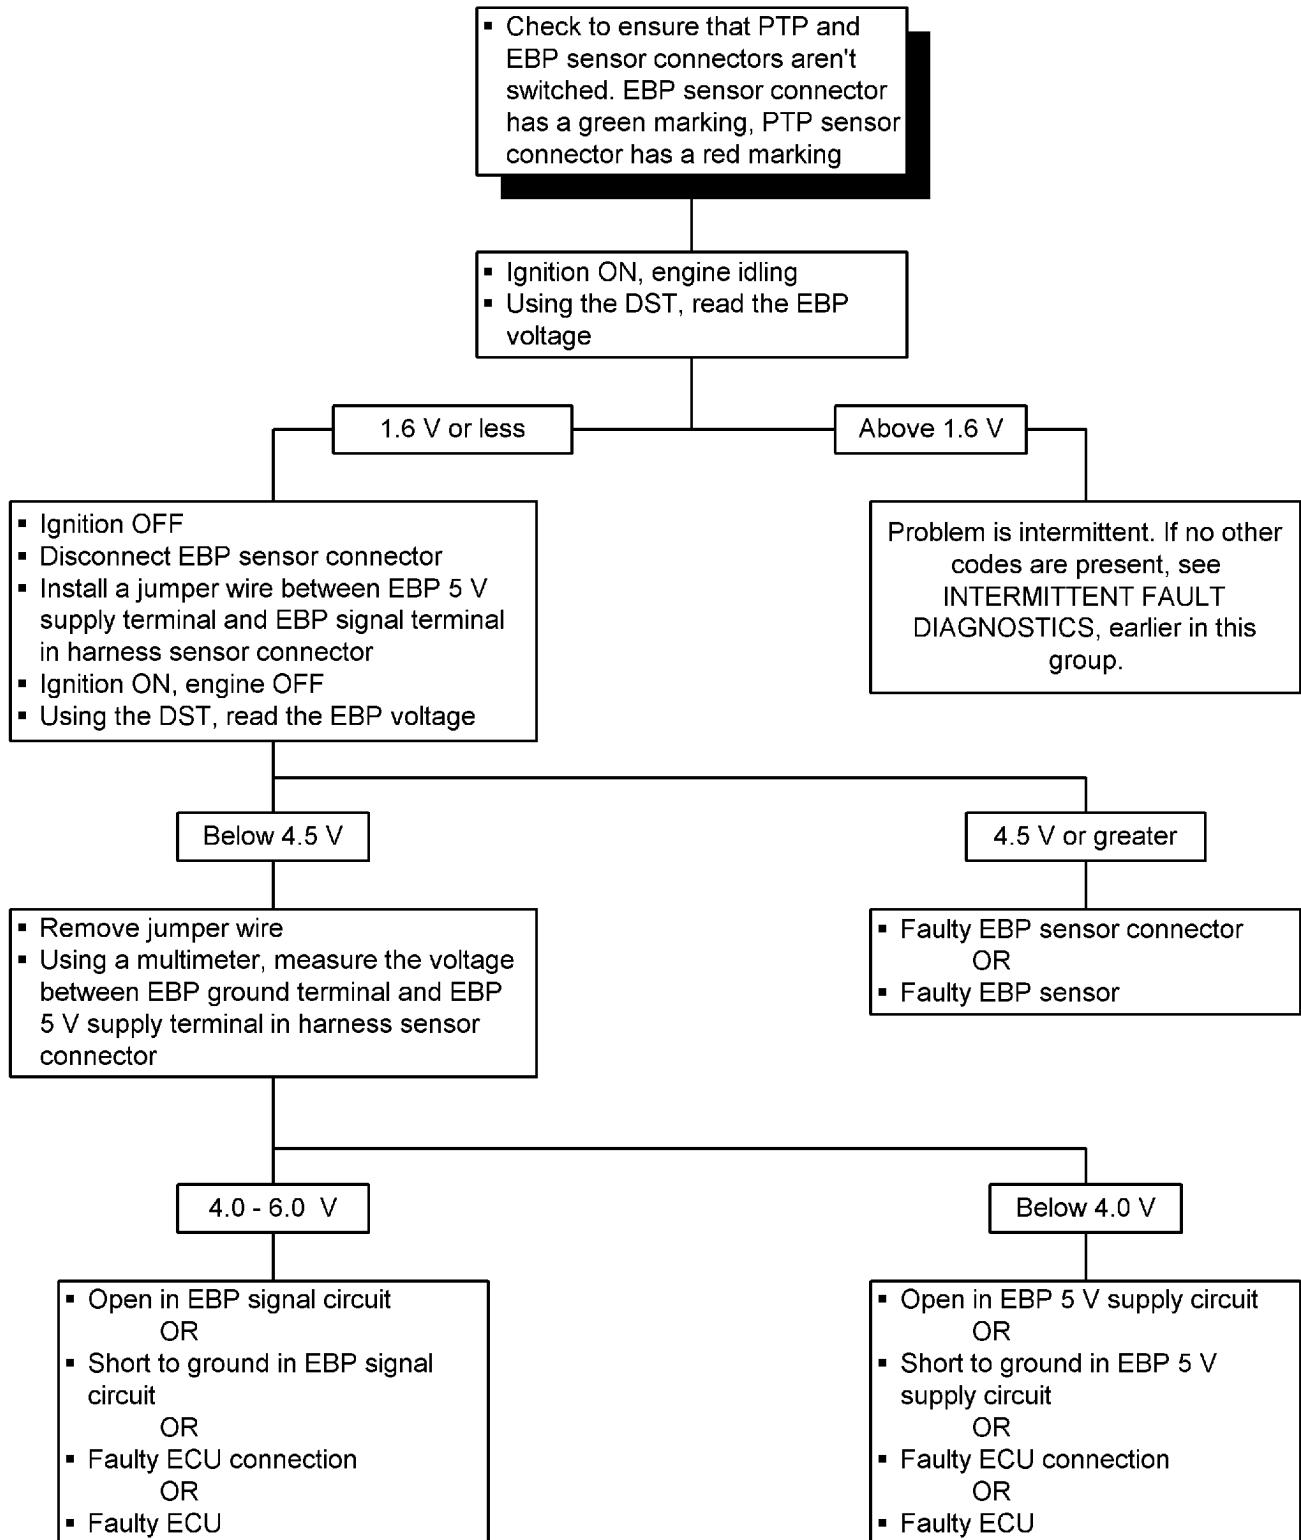 ▪ Check to ensure that PTP and
EBP sensor connectors aren't
switched. EBP sensor connector
has a green marking, PTP sensor
connector has a red marking
▪ Ignition ON, engine idling
▪ Using the DST, read the EBP
voltage
1.6 V or less
Above 1.6 V
▪ Ignition OFF
▪ Disconnect EBP sensor connector
▪ Install a jumper wire between EBP 5 V
supply terminal and EBP signal terminal
in harness sensor connector
▪ Ignition ON, engine OFF
▪ Using the DST, read the EBP voltage
Problem is intermittent. If no other
codes are present, see
INTERMITTENT FAULT
DIAGNOSTICS, earlier in this
group.
Below 4.5 V
4.5 V or greater
▪ Remove jumper wire
▪ Using a multimeter, measure the voltage
between EBP ground terminal and EBP
5 V supply terminal in harness sensor
connector
▪ Faulty EBP sensor connector
OR
▪ Faulty EBP sensor
4.0 - 6.0 V
Below 4.0 V
▪ Open in EBP signal circuit
OR
▪ Short to ground in EBP signal
circuit
OR
▪ Faulty ECU connection
OR
▪ Faulty ECU
▪ Open in EBP 5 V supply circuit
OR
▪ Short to ground in EBP 5 V
supply circuit
OR
▪ Faulty ECU connection
OR
▪ Faulty ECU